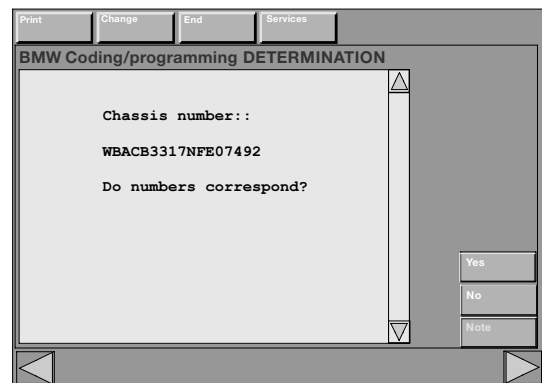 Print
Change
End
Services
BMW Coding/programming DETERMINATION
Chassis number::
WBACB3317NFE07492
Do numbers correspond?
Yes
No
Note